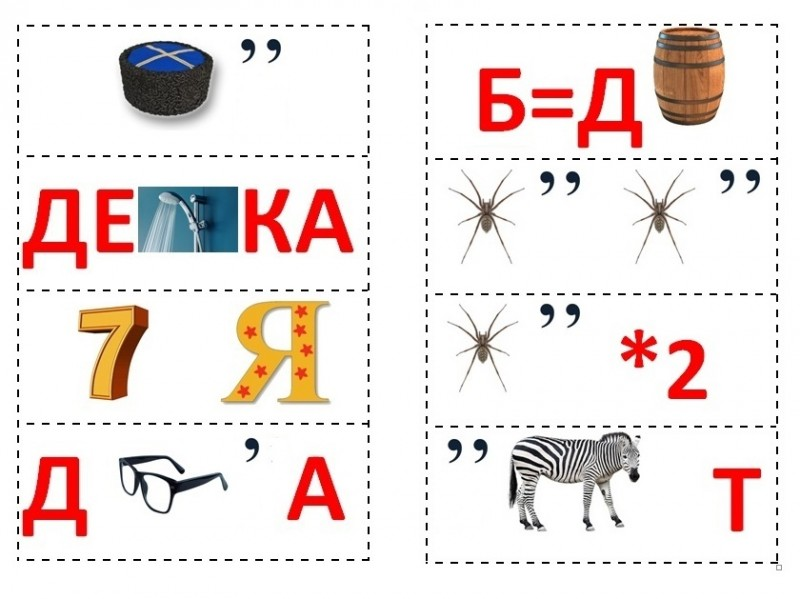 ,,
ДЕ КА
7 Я
Д , А
Б=Д
,, ,,
,, *2
,, Т